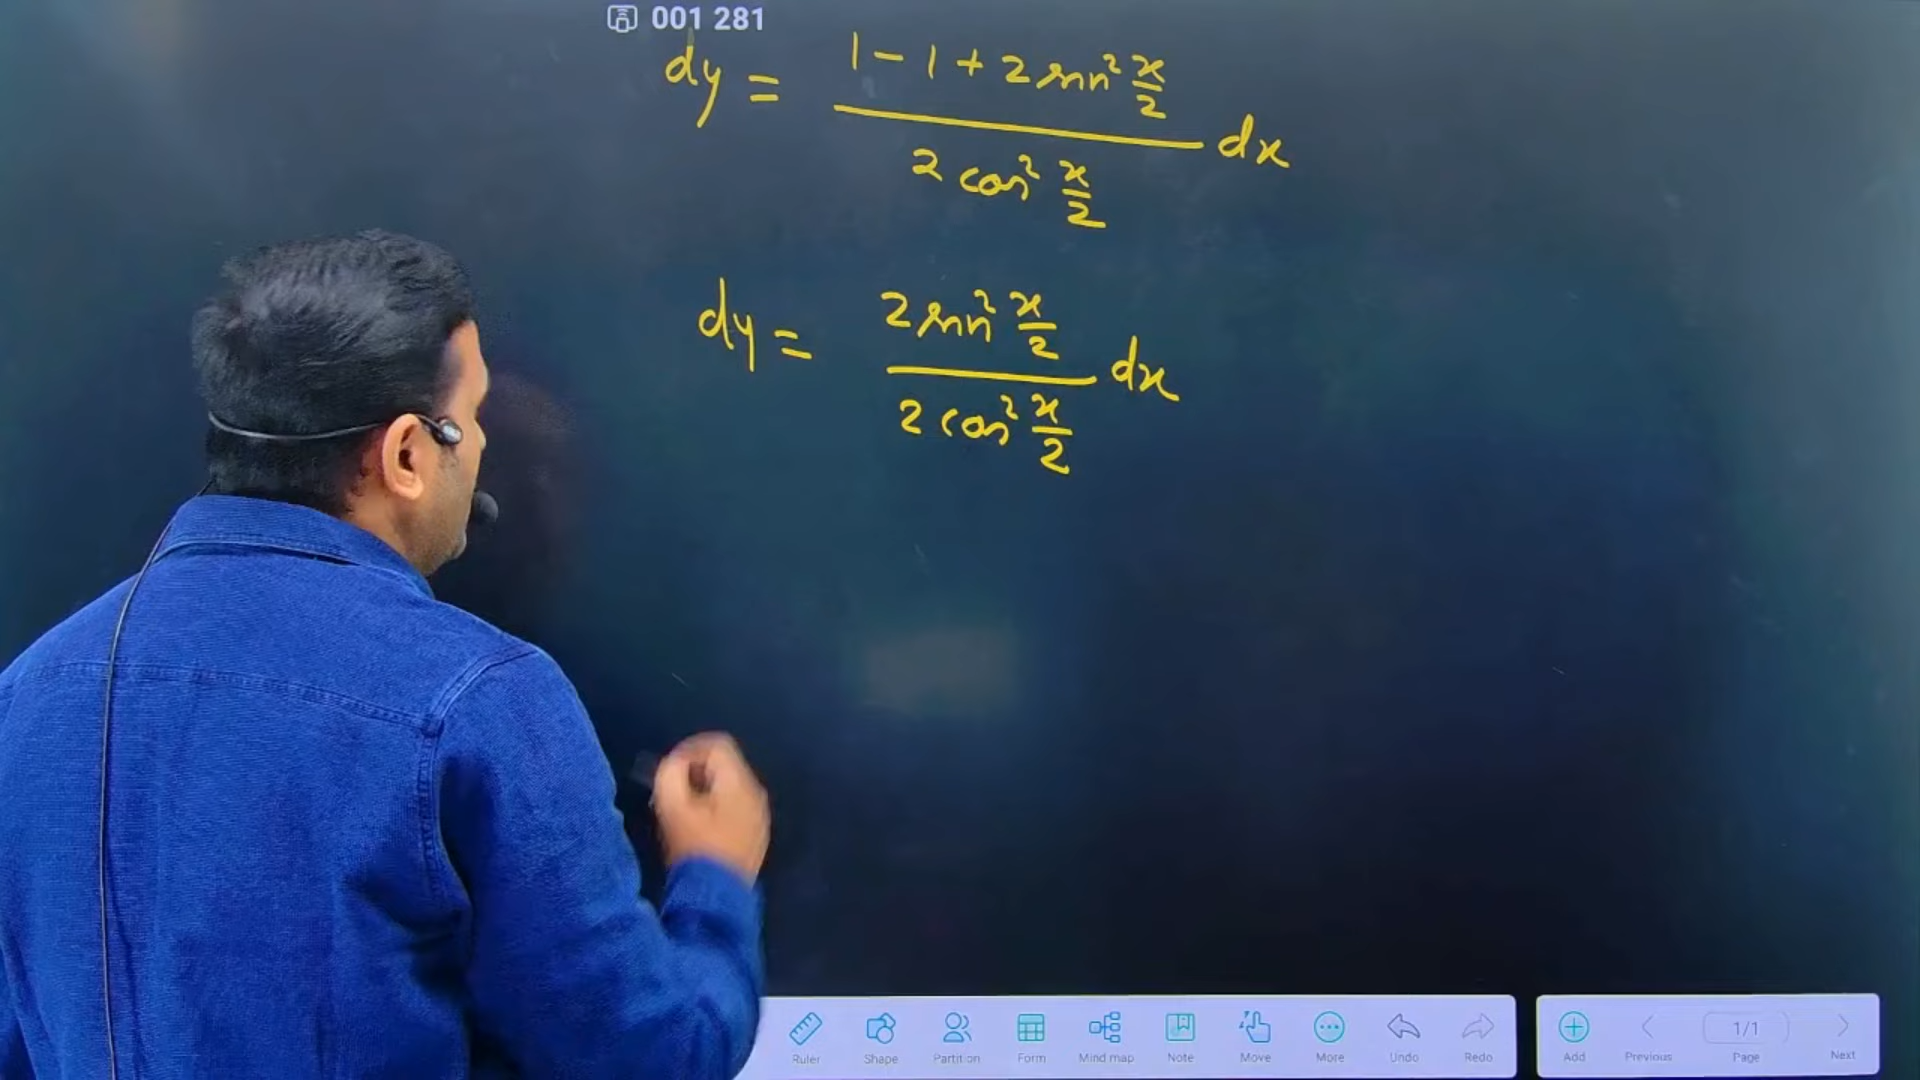 001 281
dy = 1 - 1 + 2 sin² x/2 / 2 cos² x/2 dx
dy = 2 sin² x/2 / 2 cos² x/2 dx
Ruler Shape Partition Form Mind map Note Move More Undo Redo Add Previous 1/1 Page Next